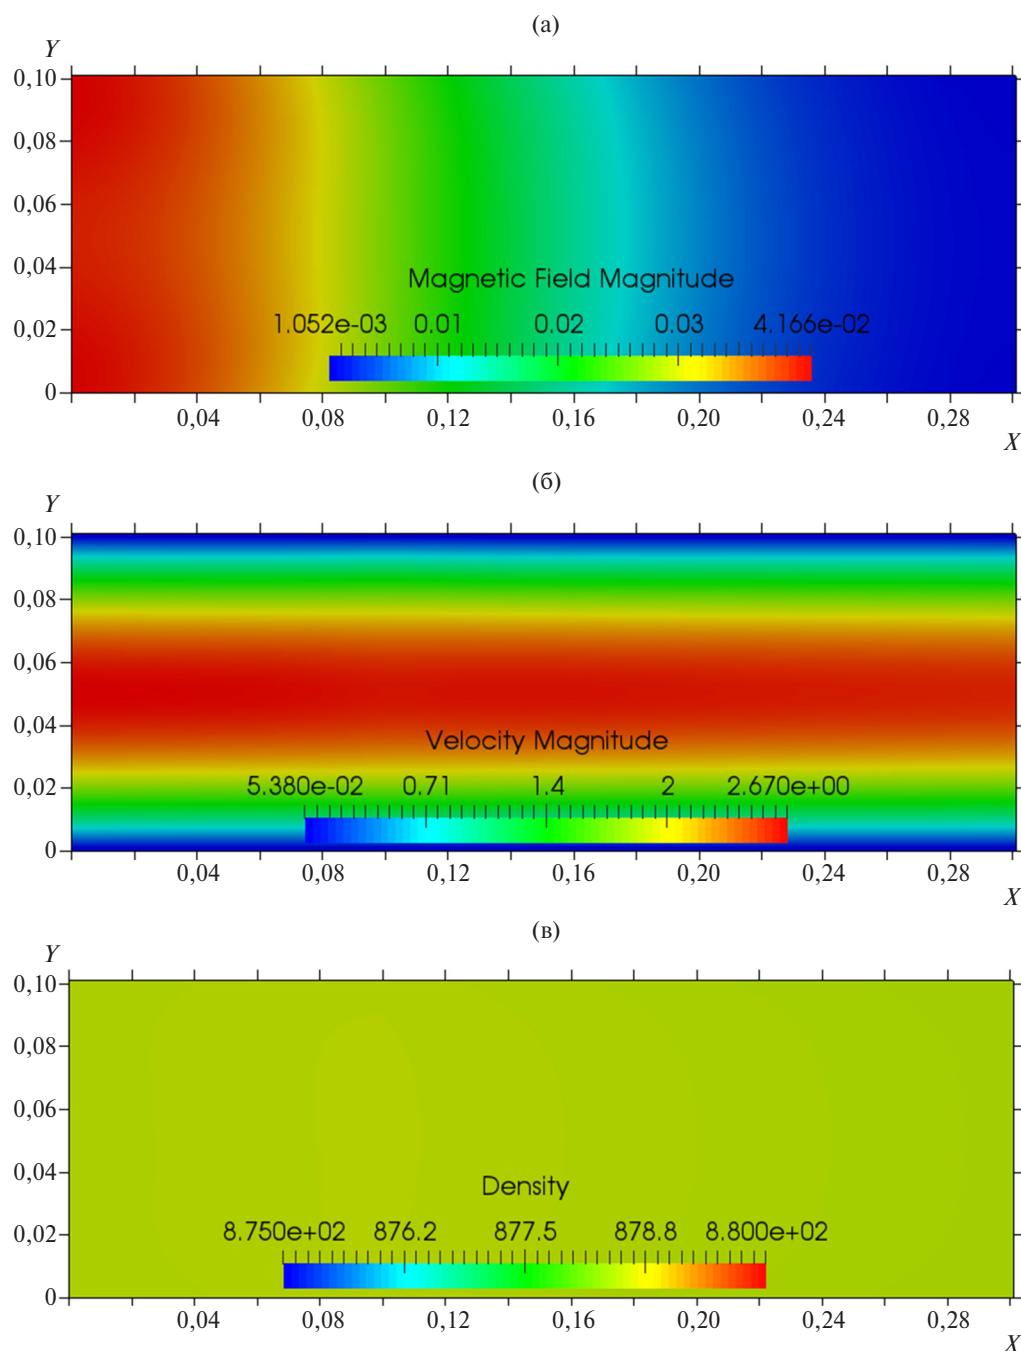 (а)
Y
0,10
0,08
0,06
0,04
Magnetic Field Magnitude
0,02
1.052e-03 0.01 0.02 0.03 4.166e-02
0
0,04 0,08 0,12 0,16 0,20 0,24 0,28
X
(б)
Y
0,10
0,08
0,06
0,04
Velocity Magnitude
0,02
5.380e-02 0.71 1.4 2 2.670e+00
0
0,04 0,08 0,12 0,16 0,20 0,24 0,28
X
(в)
Y
0,10
0,08
0,06
0,04
Density
0,02
8.750e+02 876.2 877.5 878.8 8.800e+02
0
0,04 0,08 0,12 0,16 0,20 0,24 0,28
X